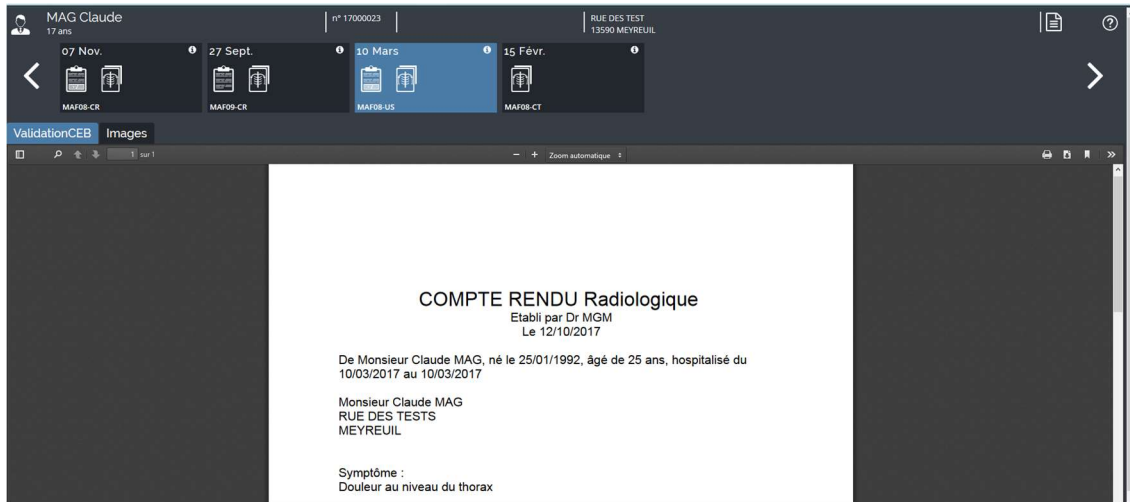 MAG Claude
17 ans
n° 17000023
RUE DES TEST
13590 MEYREUIL
07 Nov.
MAF08-CR
27 Sept.
MAF09-CR
10 Mars
MAF08-US
15 Févr.
MAF08-CT
ValidationCEB
Images
1 sur 1
Zoom automatique
COMPTE RENDU Radiologique
Etabli par Dr MGM
Le 12/10/2017
De Monsieur Claude MAG, né le 25/01/1992, âgé de 25 ans, hospitalisé du
10/03/2017 au 10/03/2017
Monsieur Claude MAG
RUE DES TESTS
MEYREUIL
Symptôme :
Douleur au niveau du thorax